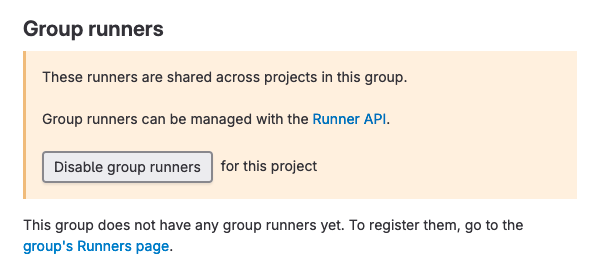 Group runners
These runners are shared across projects in this group.
Group runners can be managed with the Runner API.
Disable group runners for this project
This group does not have any group runners yet. To register them, go to the
group's Runners page.